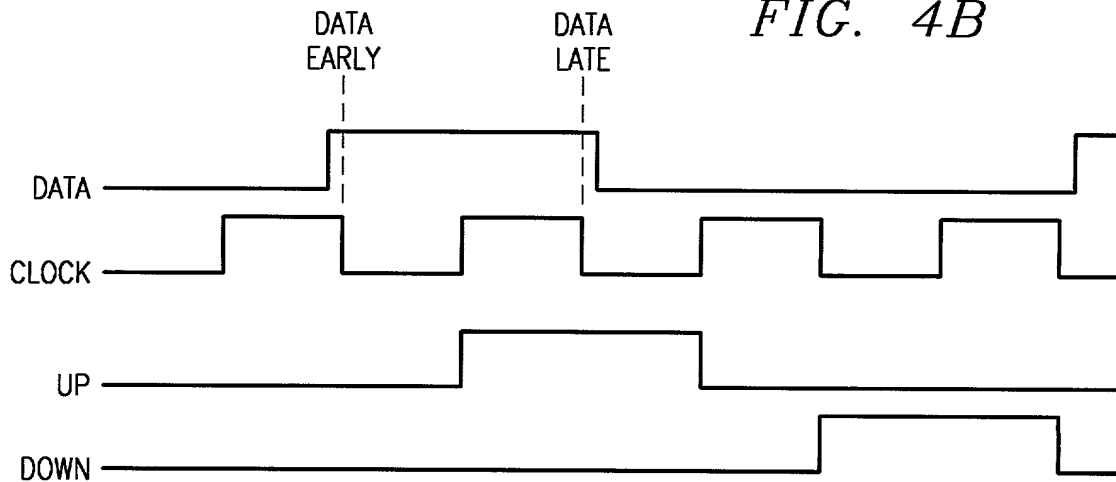 FIG. 4B
DATA
EARLY
DATA
LATE
DATA
CLOCK
UP
DOWN